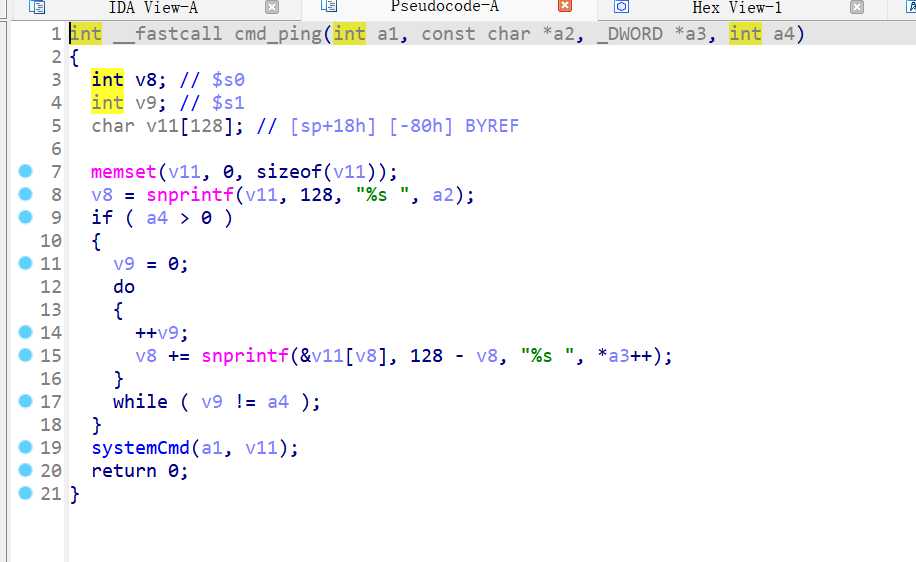 IDA View-A Pseudocode-A Hex View-1
1 int __fastcall cmd_ping(int a1, const char *a2, _DWORD *a3, int a4)
2 {
3 int v8; // $s0
4 int v9; // $s1
5 char v11[128]; // [sp+18h] [-80h] BYREF
6
7 memset(v11, 0, sizeof(v11));
8 v8 = snprintf(v11, 128, "%s ", a2);
9 if ( a4 > 0 )
10 {
11 v9 = 0;
12 do
13 {
14 ++v9;
15 v8 += snprintf(&v11[v8], 128 - v8, "%s ", *a3++);
16 }
17 while ( v9 != a4 );
18 }
19 systemCmd(a1, v11);
20 return 0;
21 }